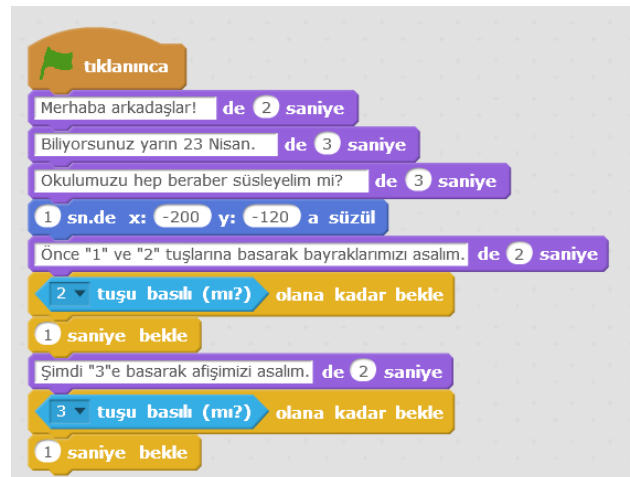 tıklanınca
Merhaba arkadaşlar! de 2 saniye
Biliyorsunuz yarın 23 Nisan. de 3 saniye
Okulumuzu hep beraber süsleyelim mi? de 3 saniye
1 sn.de x: -200 y: -120 a süzül
Önce "1" ve "2" tuşlarına basarak bayraklarımızı asalım. de 2 saniye
2 tuşu basılı (mı?) olana kadar bekle
1 saniye bekle
Şimdi "3"e basarak afişimizi asalım. de 2 saniye
3 tuşu basılı (mı?) olana kadar bekle
1 saniye bekle